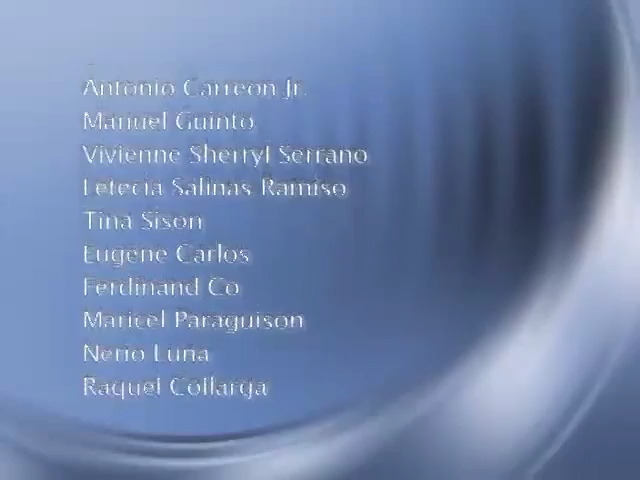 Antonio Carreon Jr.
Manuel Guinto
Vivienne Sherryl Serrano
Letecia Salinas Ramiso
Tina Sison
Eugene Carlos
Ferdinand Co
Maricel Paraguison
Nerio Luna
Raquel Collarga